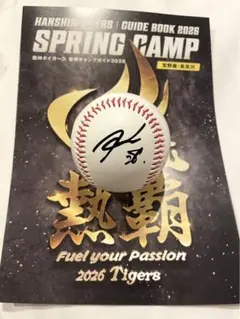 HANSHIN TIGERS / GUIDE BOOK 2026
SPRING CAMP
阪神タイガース 春季キャンプガイド2026
宜野座・具志川
熱覇
Fuel your Passion
2026 Tigers